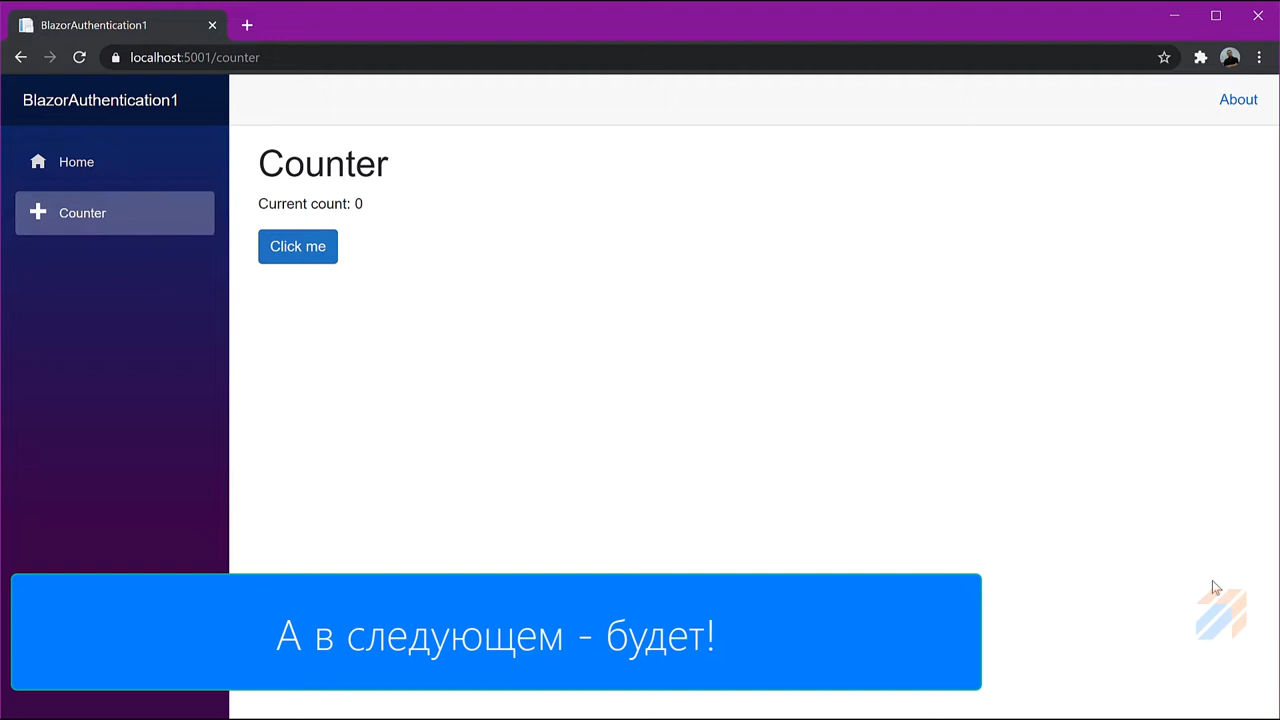 BlazorAuthentication1
localhost:5001/counter
BlazorAuthentication1
About
Home
Counter
Counter
Current count: 0
Click me
А в следующем - будет!